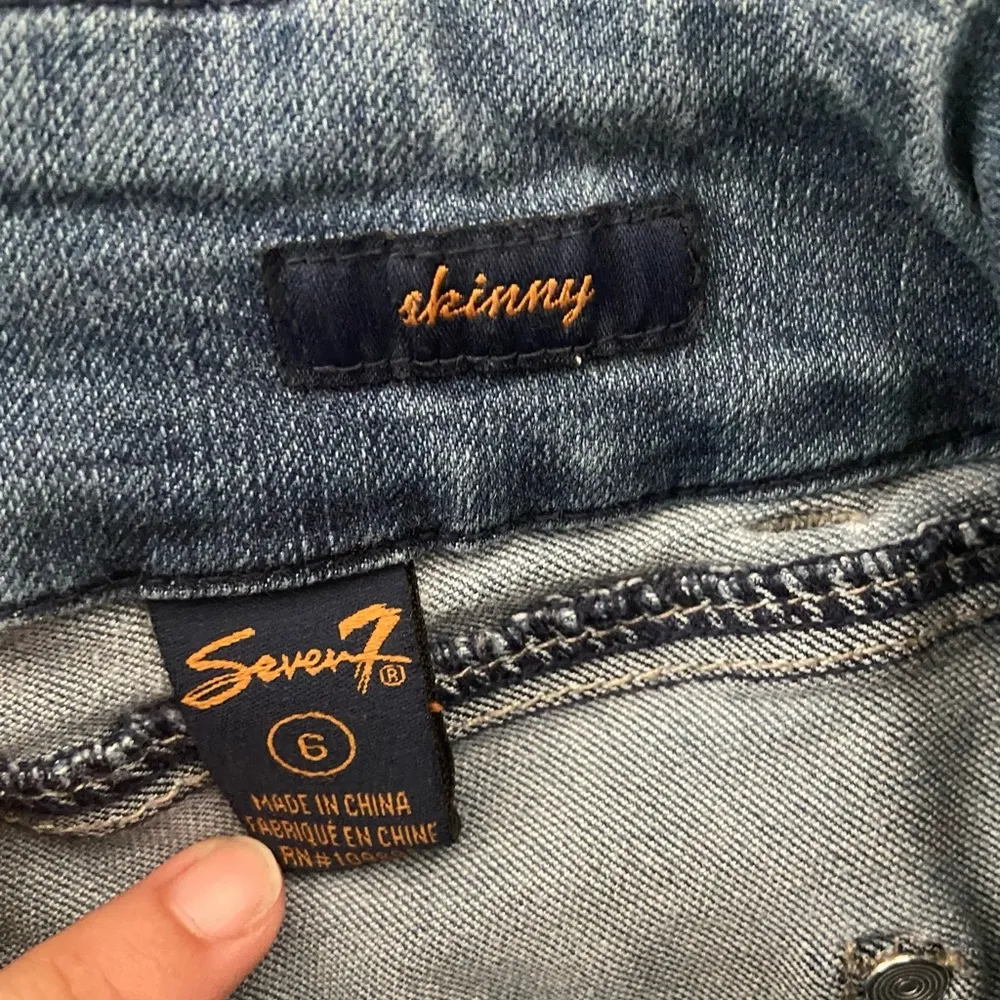 skinny
Seven7®
6
MADE IN CHINA
FABRIQUÉ EN CHINE